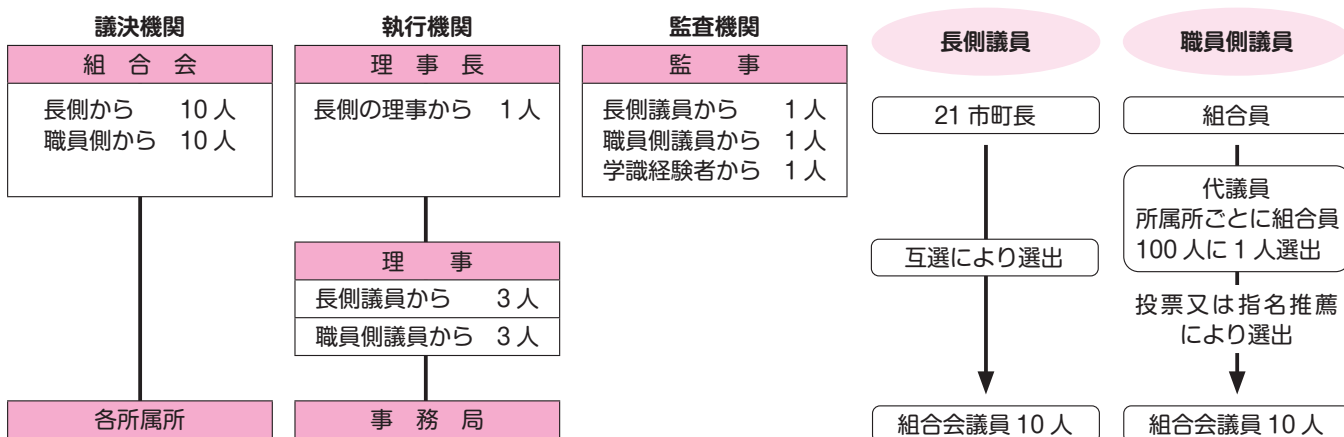 議決機関
組合会
長側から 10人
職員側から 10人
各所属所
執行機関
理事長
長側の理事から 1人
理事
長側議員から 3人
職員側議員から 3人
事務局
監査機関
監事
長側議員から 1人
職員側議員から 1人
学識経験者から 1人
長側議員
21市町長
互選により選出
組合会議員10人
職員側議員
組合員
代議員
所属所ごとに組合員
100人に1人選出
投票又は指名推薦
により選出
組合会議員10人